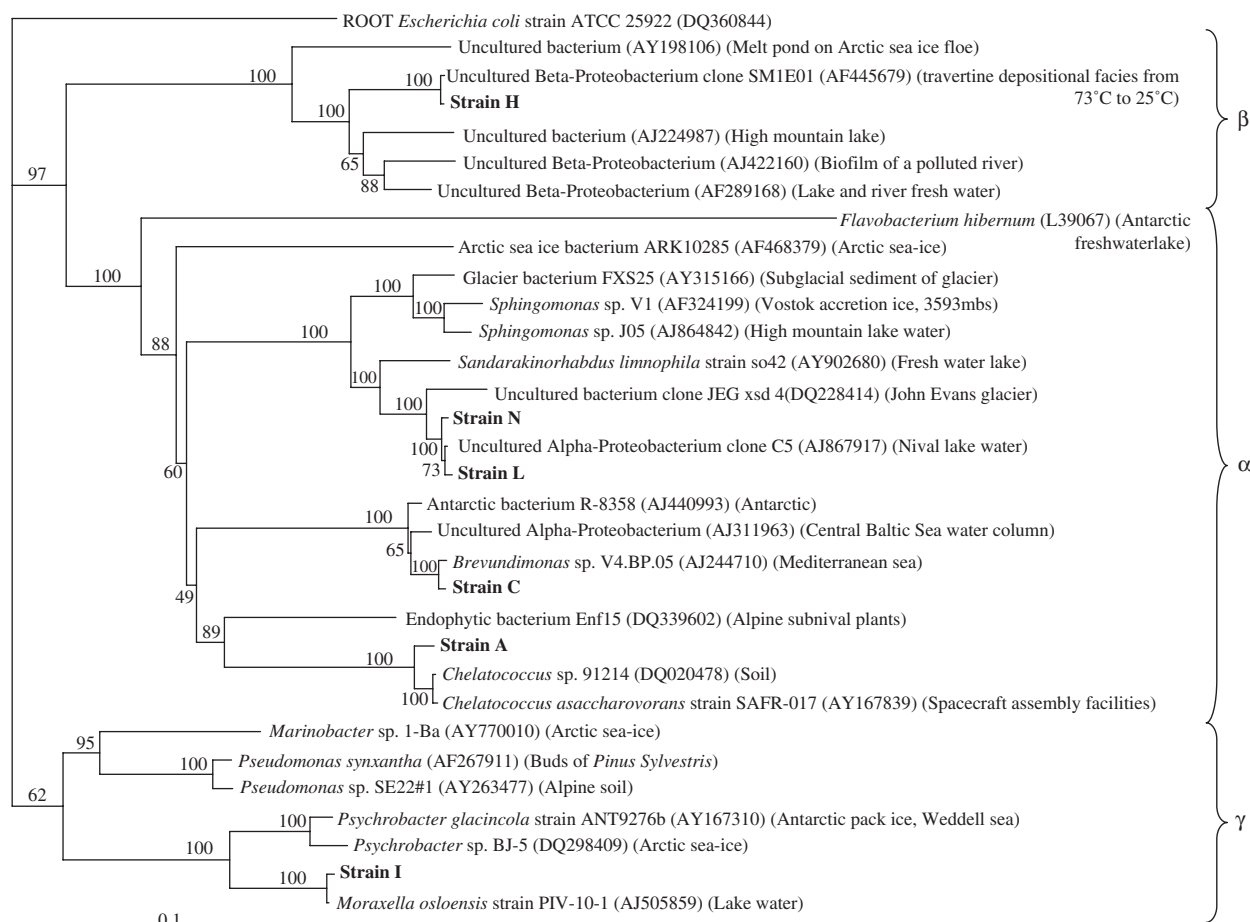 ROOT Escherichia coli strain ATCC 25922 (DQ360844)
Uncultured bacterium (AY198106) (Melt pond on Arctic sea ice floe)
100
Uncultured Beta-Proteobacterium clone SM1E01 (AF445679) (travertine depositional facies from
73˚C to 25˚C)
100
Strain H
100
β
Uncultured bacterium (AJ224987) (High mountain lake)
65
Uncultured Beta-Proteobacterium (AJ422160) (Biofilm of a polluted river)
97
88
Uncultured Beta-Proteobacterium (AF289168) (Lake and river fresh water)
Flavobacterium hibernum (L39067) (Antarctic
freshwaterlake)
Arctic sea ice bacterium ARK10285 (AF468379) (Arctic sea-ice)
100
Glacier bacterium FXS25 (AY315166) (Subglacial sediment of glacier)
100
Sphingomonas sp. V1 (AF324199) (Vostok accretion ice, 3593mbs)
100
100
Sphingomonas sp. J05 (AJ864842) (High mountain lake water)
88
Sandarakinorhabdus limnophila strain so42 (AY902680) (Fresh water lake)
100
Uncultured bacterium clone JEG xsd 4(DQ228414) (John Evans glacier)
100
Strain N
Uncultured Alpha-Proteobacterium clone C5 (AJ867917) (Nival lake water)
100
73
Strain L
60
α
Antarctic bacterium R-8358 (AJ440993) (Antarctic)
100
Uncultured Alpha-Proteobacterium (AJ311963) (Central Baltic Sea water column)
65
Brevundimonas sp. V4.BP.05 (AJ244710) (Mediterranean sea)
100
Strain C
49
Endophytic bacterium Enf15 (DQ339602) (Alpine subnival plants)
89
Strain A
100
Chelatococcus sp. 91214 (DQ020478) (Soil)
100
Chelatococcus asaccharovorans strain SAFR-017 (AY167839) (Spacecraft assembly facilities)
Marinobacter sp. 1-Ba (AY770010) (Arctic sea-ice)
95
Pseudomonas synxantha (AF267911) (Buds of Pinus Sylvestris)
100
Pseudomonas sp. SE22#1 (AY263477) (Alpine soil)
62
Psychrobacter glacincola strain ANT9276b (AY167310) (Antarctic pack ice, Weddell sea)
100
γ
Psychrobacter sp. BJ-5 (DQ298409) (Arctic sea-ice)
100
Strain I
100
Moraxella osloensis strain PIV-10-1 (AJ505859) (Lake water)
0.1